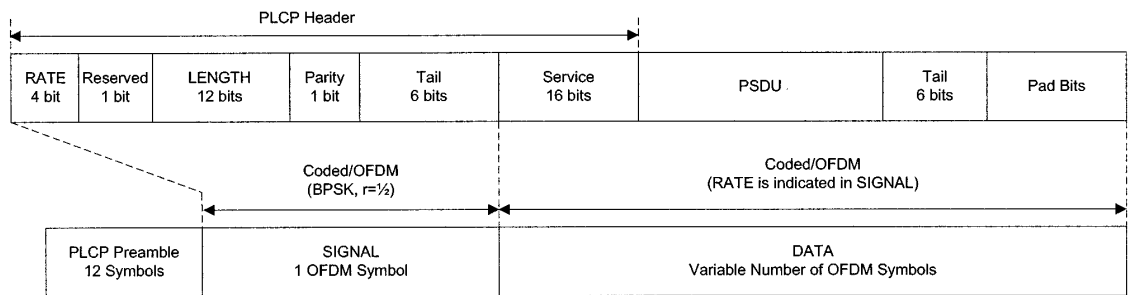 PLCP Header
RATE
4 bit
Reserved
1 bit
LENGTH
12 bits
Parity
1 bit
Tail
6 bits
Service
16 bits
PSDU
Tail
6 bits
Pad Bits
Coded/OFDM
(BPSK, r=½)
Coded/OFDM
(RATE is indicated in SIGNAL)
PLCP Preamble
12 Symbols
SIGNAL
1 OFDM Symbol
DATA
Variable Number of OFDM Symbols